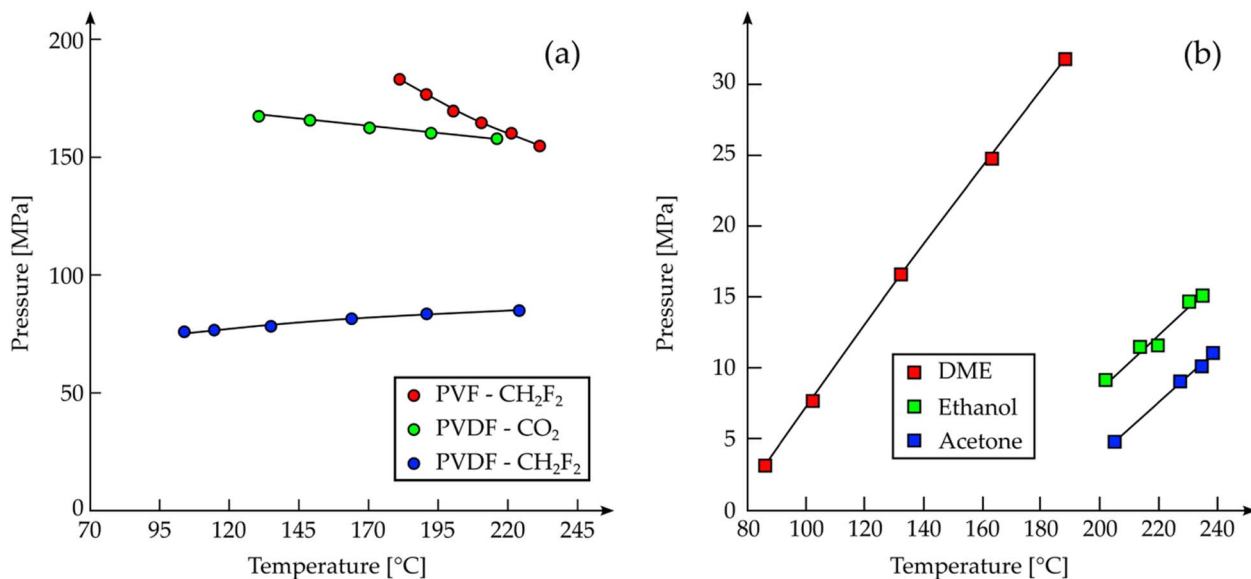 (a)
200
150
100
50
0
Pressure [MPa]
70 95 120 145 170 195 220 245
Temperature [°C]
PVF - CH₂F₂
PVDF - CO₂
PVDF - CH₂F₂
(b)
30
25
20
15
10
5
0
Pressure [MPa]
80 100 120 140 160 180 200 220 240
Temperature [°C]
DME
Ethanol
Acetone